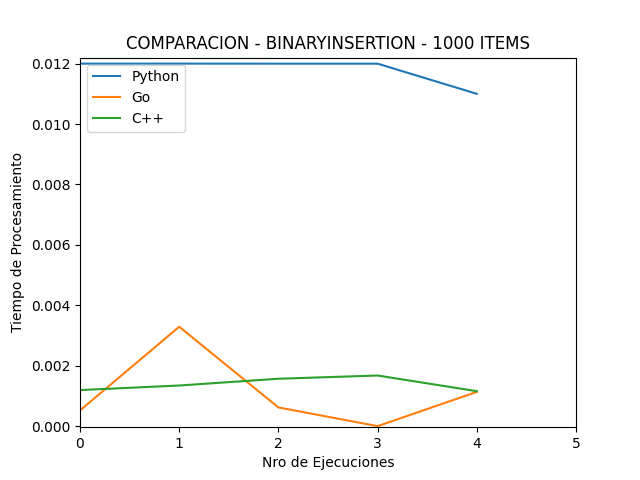 COMPARACION - BINARYINSERTION - 1000 ITEMS
Tiempo de Procesamiento
0.012
0.010
0.008
0.006
0.004
0.002
0.000
Python
Go
C++
0 1 2 3 4 5
Nro de Ejecuciones